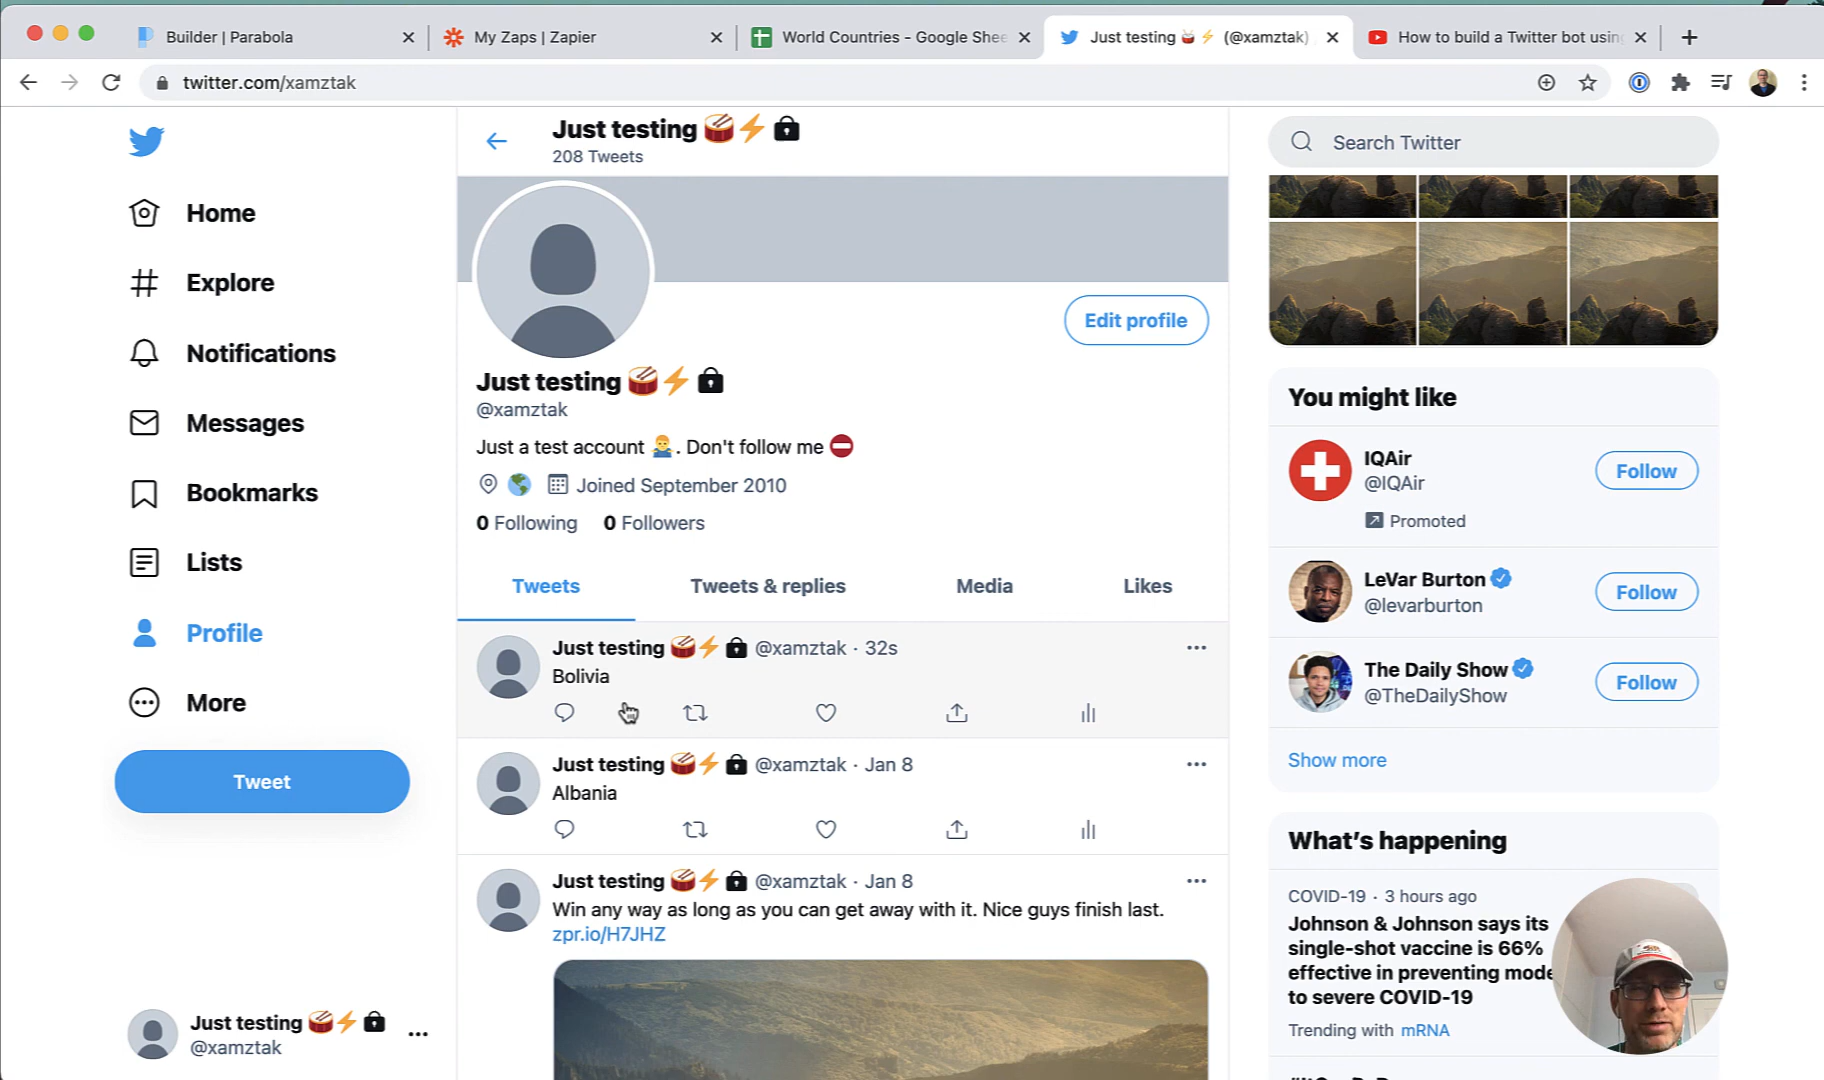 Builder | Parabola
My Zaps | Zapier
World Countries - Google Shee
Just testing 🥁⚡ (@xamztak)
How to build a Twitter bot usin
twitter.com/xamztak
Home
Explore
Notifications
Messages
Bookmarks
Lists
Profile
More
Tweet
Just testing 🥁⚡
@xamztak
Just testing 🥁⚡
208 Tweets
Edit profile
Just testing 🥁⚡
@xamztak
Just a test account 🤷‍♂️. Don't follow me ⛔
🌎 Joined September 2010
0 Following 0 Followers
Tweets Tweets & replies Media Likes
Just testing 🥁⚡ @xamztak · 32s
Bolivia
Just testing 🥁⚡ @xamztak · Jan 8
Albania
Just testing 🥁⚡ @xamztak · Jan 8
Win any way as long as you can get away with it. Nice guys finish last.
zpr.io/H7JHZ
Search Twitter
You might like
IQAir
@IQAir
Promoted
Follow
LeVar Burton
@levarburton
Follow
The Daily Show
@TheDailyShow
Follow
Show more
What's happening
COVID-19 · 3 hours ago
Johnson & Johnson says its
single-shot vaccine is 66%
effective in preventing mode
to severe COVID-19
Trending with mRNA